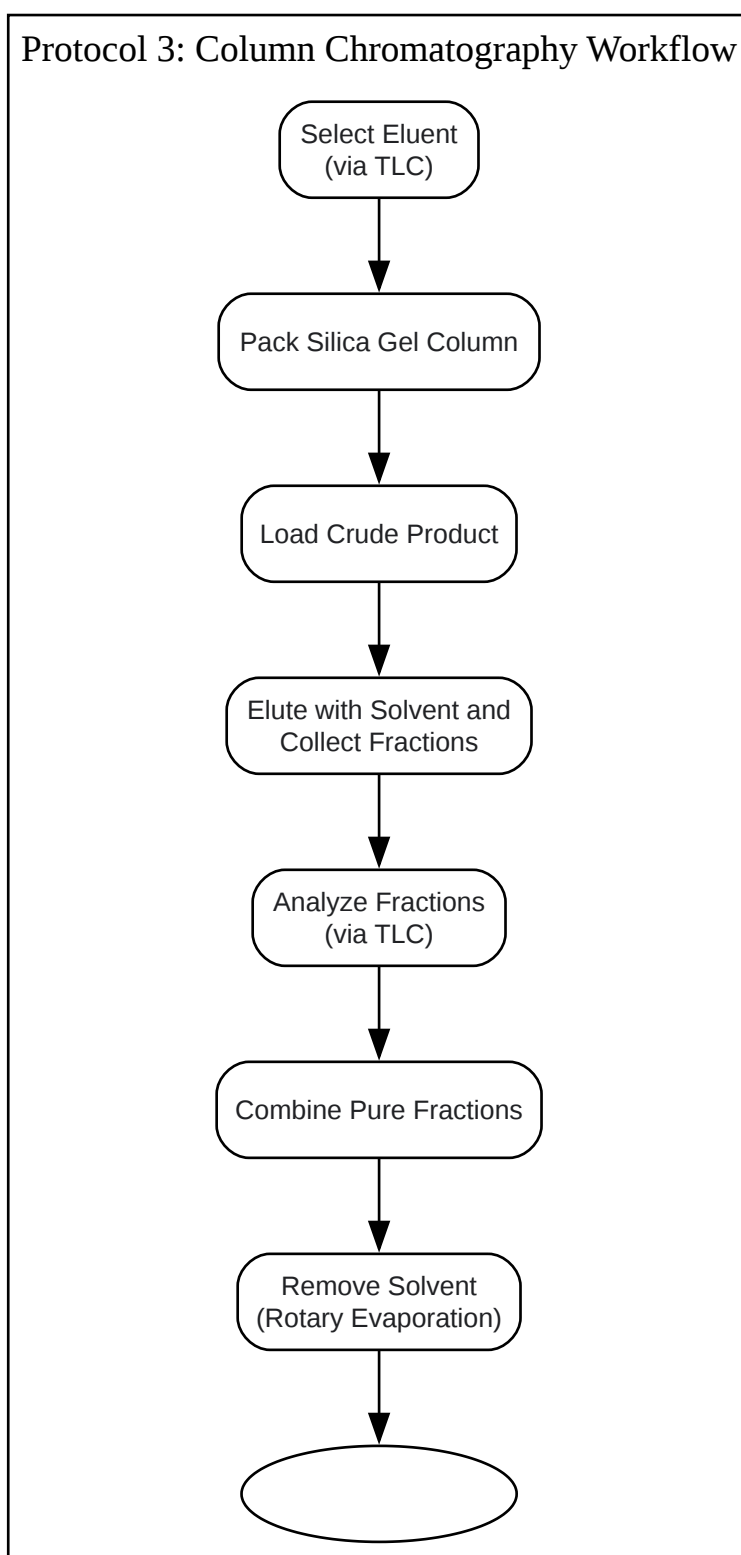 Protocol 3: Column Chromatography Workflow
Select Eluent
(via TLC)
Pack Silica Gel Column
Load Crude Product
Elute with Solvent and
Collect Fractions
Analyze Fractions
(via TLC)
Combine Pure Fractions
Remove Solvent
(Rotary Evaporation)